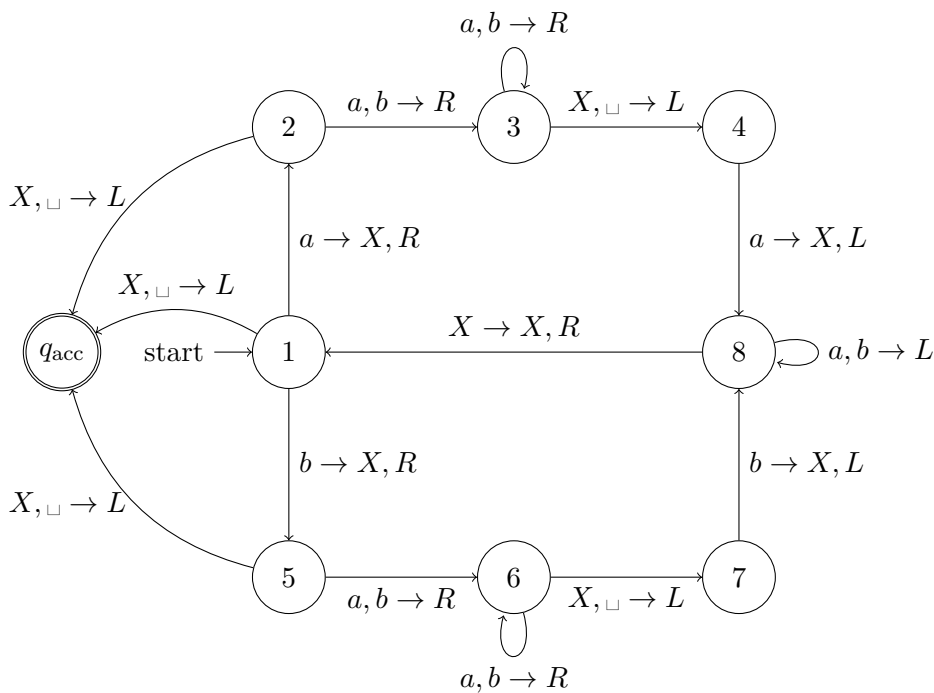 a, b → R
2
a, b → R
3
X, ␣ → L
4
X, ␣ → L
a → X, R
a → X, L
X, ␣ → L
X → X, R
q_acc
start
1
8
a, b → L
b → X, R
b → X, L
X, ␣ → L
5
a, b → R
6
X, ␣ → L
7
a, b → R